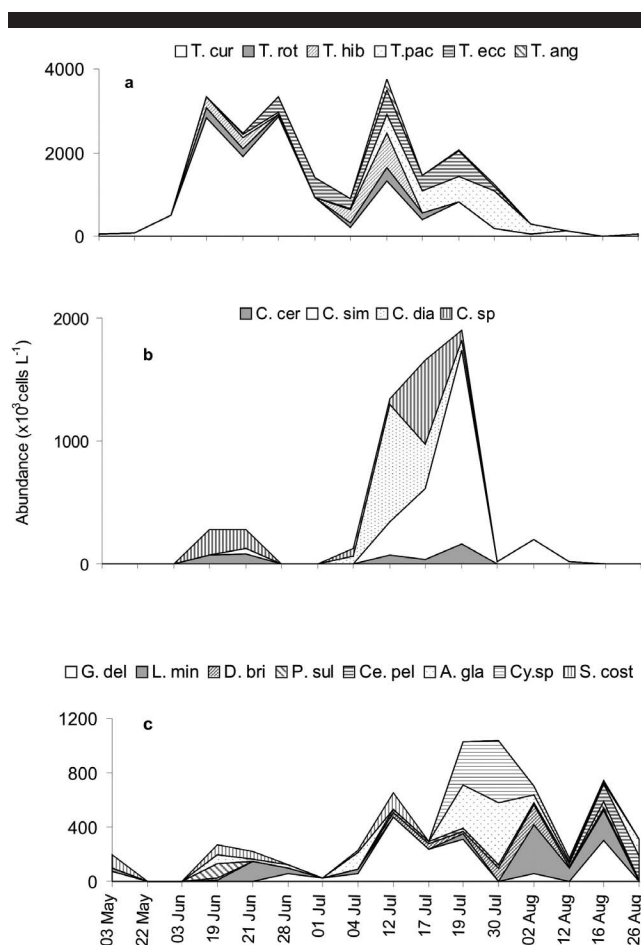 T. cur T. rot T. hib T.pac T. ecc T. ang
a
4000
2000
0
C. cer C. sim C. dia C. sp
b
2000
1000
0
Abundance (x10³cells L⁻¹)
G. del L. min D. bri P. sul Ce. pel A. gla Cy.sp S. cost
c
1200
800
400
0
03 May
22 May
03 Jun
19 Jun
21 Jun
28 Jun
01 Jul
04 Jul
12 Jul
17 Jul
19 Jul
30 Jul
02 Aug
12 Aug
16 Aug
26 Aug